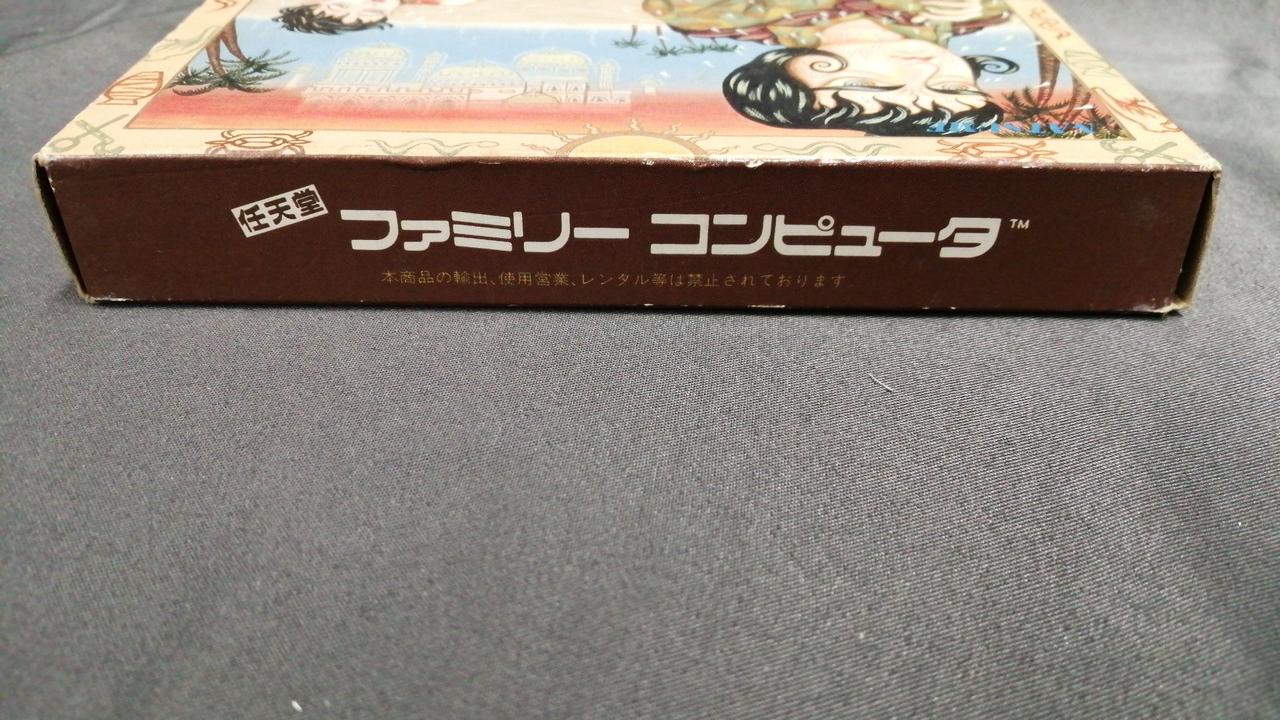 NATSUME
任天堂 ファミリー コンピュータ™
本商品の輸出、使用営業、レンタル等は禁止されております